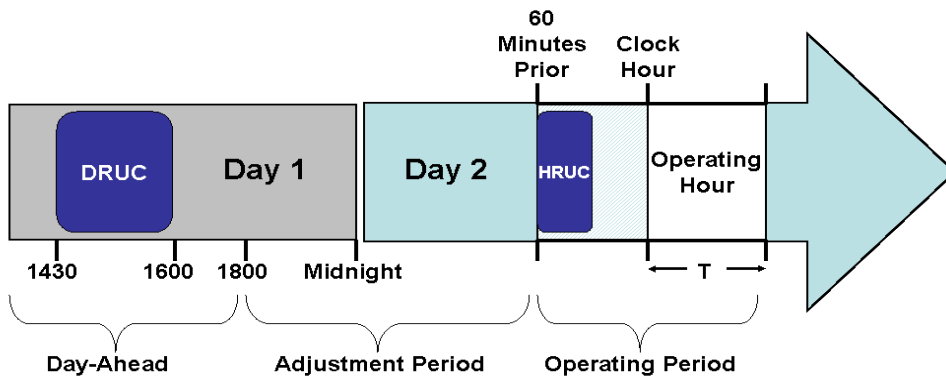 60
Minutes
Prior
Clock
Hour
DRUC
Day 1
Day 2
HRUC
Operating
Hour
1430
1600
1800
Midnight
T
Day-Ahead
Adjustment Period
Operating Period